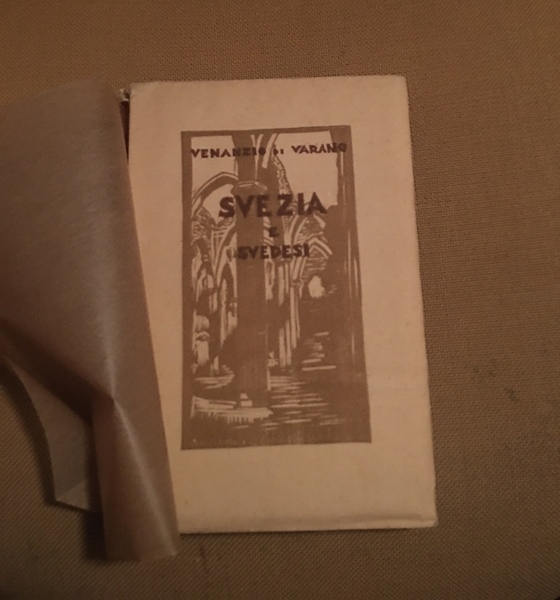 VENANZIO DI VARANO
SVEZIA
E
SVEDESI